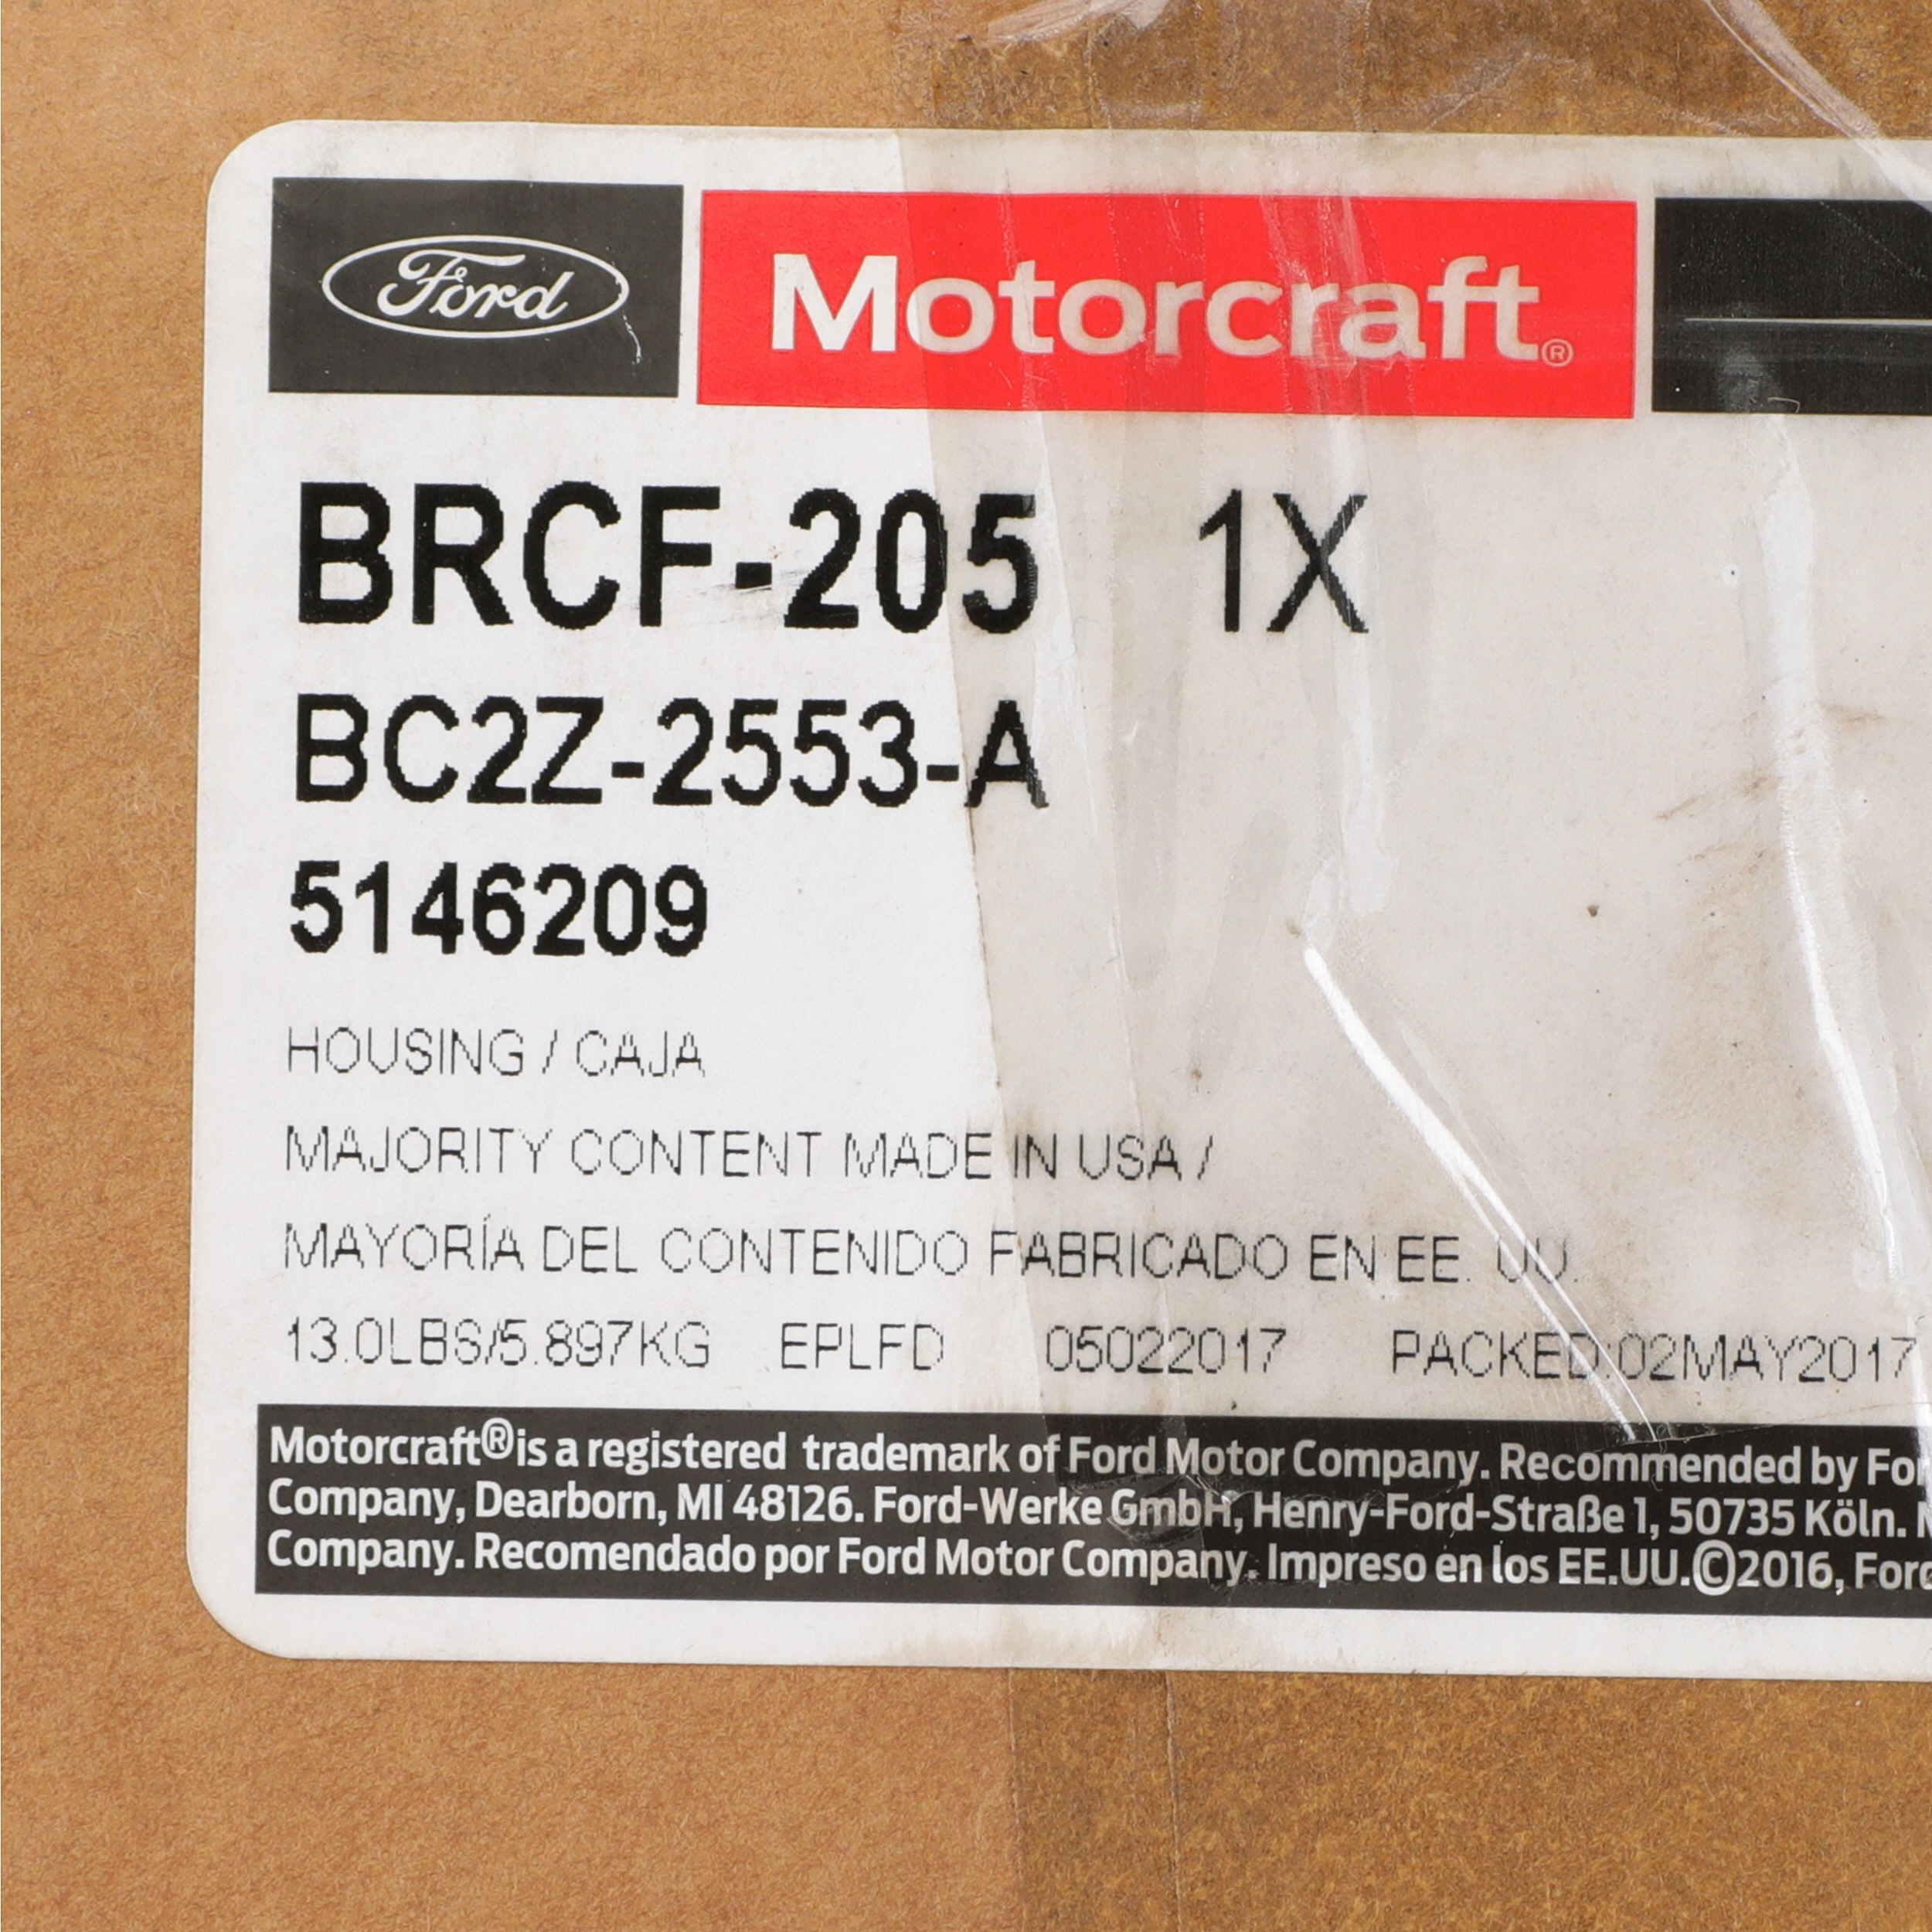 Ford Motorcraft®
BRCF-205 1X
BC2Z-2553-A
5146209
HOUSING / CAJA
MAJORITY CONTENT MADE IN USA /
MAYORÍA DEL CONTENIDO FABRICADO EN EE. UU.
13.0LBS/5.897KG EPLFD 05022017 PACKED:02MAY2017
Motorcraft® is a registered trademark of Ford Motor Company. Recommended by
Company, Dearborn, MI 48126. Ford-Werke GmbH, Henry-Ford-Straße 1, 50735 Köln.
Company. Recomendado por Ford Motor Company. Impreso en los EE.UU.©2016, Ford